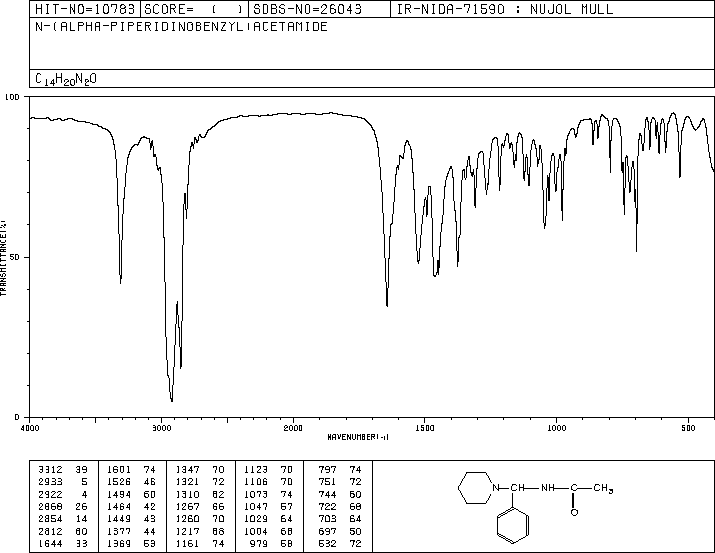 HIT-NO=10783 SCORE= ( ) SDBS-NO=26043 IR-NIDA-71590 : NUJOL MULL
N-(ALPHA-PIPERIDINOBENZYL)ACETAMIDE
C14H20N2O
100
TRANSMITTANCE(%)
50
0
4000 3000 2000 1500 1000 500
WAVENUMBER(-1)
3312 39 1601 74 1347 70 1123 70 797 74
2933 5 1526 46 1321 72 1106 70 751 72
2922 4 1494 60 1310 62 1073 74 744 60
2868 26 1464 42 1267 66 1047 57 722 68
2854 14 1449 43 1260 70 1029 64 703 64
2812 60 1377 44 1217 68 1004 68 697 50
1644 33 1369 53 1161 74 979 58 532 72
N CH NH C CH3
O